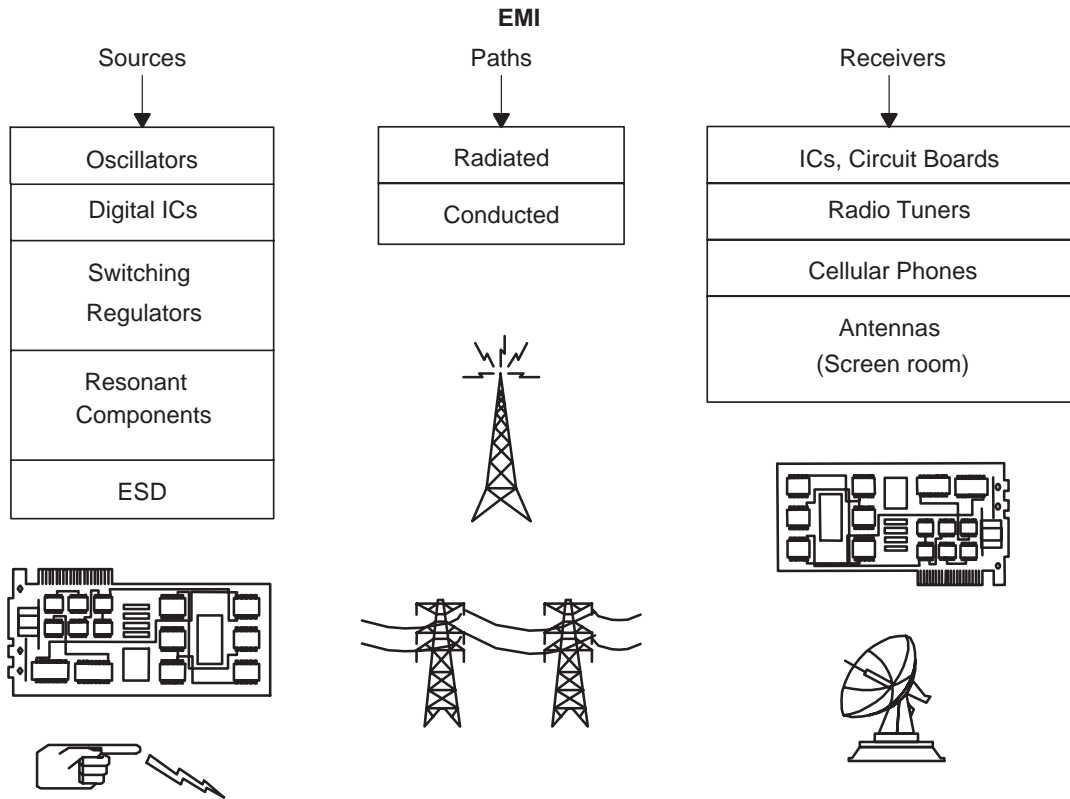 EMI
Sources
Oscillators
Digital ICs
Switching
Regulators
Resonant
Components
ESD
Paths
Radiated
Conducted
Receivers
ICs, Circuit Boards
Radio Tuners
Cellular Phones
Antennas
(Screen room)